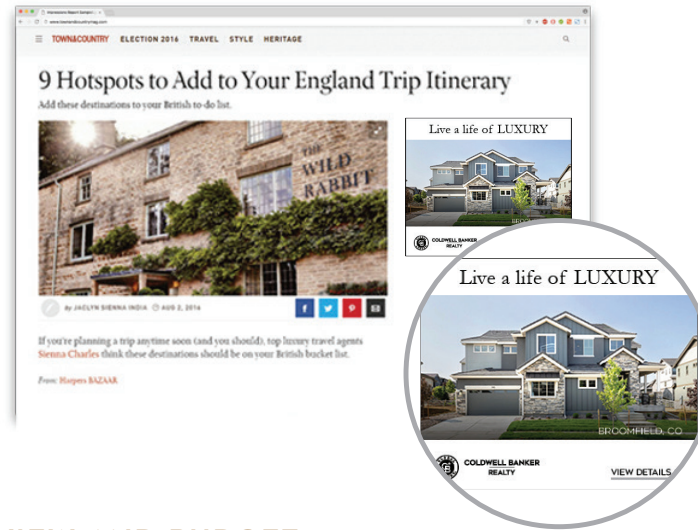 www.townandcountrymag.com
TOWN&COUNTRY ELECTION 2016 TRAVEL STYLE HERITAGE
9 Hotspots to Add to Your England Trip Itinerary
Add these destinations to your British to-do list.
THE
WILD
RABBIT
By JACLYN SIENNA INDIA AUG 2, 2016
If you're planning a trip anytime soon (and you should), top luxury travel agents
Sienna Charles think these destinations should be on your British bucket list.
From: Harpers BAZAAR
Live a life of LUXURY
COLDWELL BANKER
REALTY
Live a life of LUXURY
BROOMFIELD, CO
COLDWELL BANKER
REALTY
VIEW DETAILS